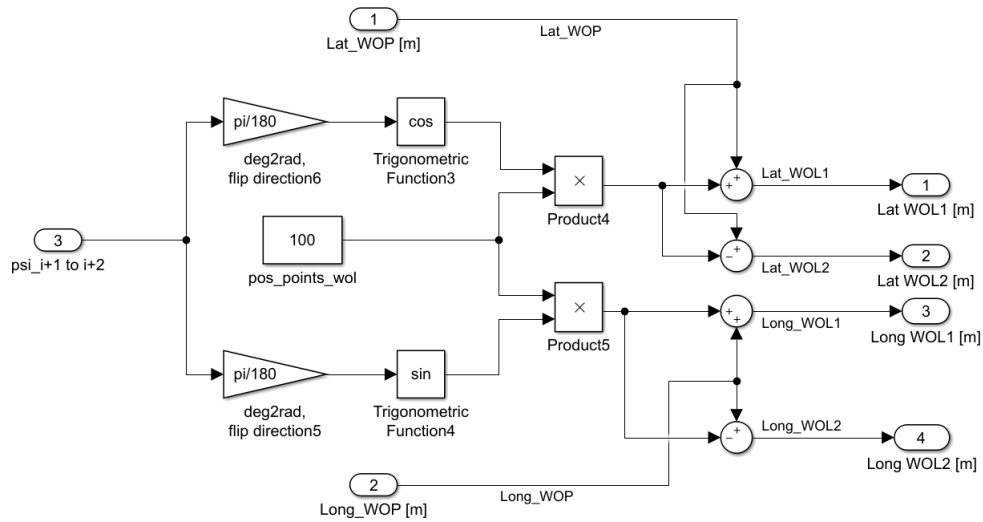 1
Lat_WOP [m]
Lat_WOP
pi/180
deg2rad,
flip direction6
cos
Trigonometric
Function3
×
Product4
+
+
Lat_WOL1
1
Lat WOL1 [m]
3
psi_i+1 to i+2
100
pos_points_wol
+
−
Lat_WOL2
2
Lat WOL2 [m]
×
Product5
+
+
Long_WOL1
3
Long WOL1 [m]
pi/180
deg2rad,
flip direction5
sin
Trigonometric
Function4
+
−
Long_WOL2
4
Long WOL2 [m]
2
Long_WOP [m]
Long_WOP